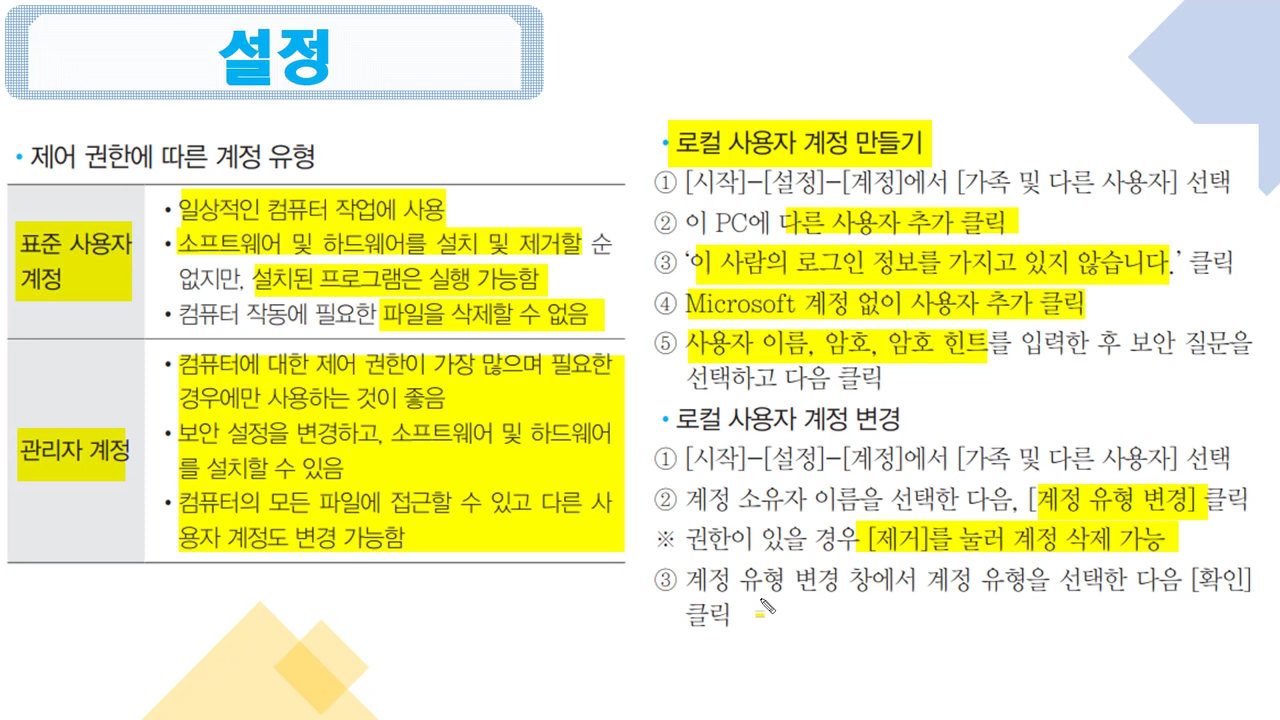 설정
• 제어 권한에 따른 계정 유형
표준 사용자
계정
• 일상적인 컴퓨터 작업에 사용
• 소프트웨어 및 하드웨어를 설치 및 제거할 순
없지만, 설치된 프로그램은 실행 가능함
• 컴퓨터 작동에 필요한 파일을 삭제할 수 없음
관리자 계정
• 컴퓨터에 대한 제어 권한이 가장 많으며 필요한
경우에만 사용하는 것이 좋음
• 보안 설정을 변경하고, 소프트웨어 및 하드웨어
를 설치할 수 있음
• 컴퓨터의 모든 파일에 접근할 수 있고 다른 사
용자 계정도 변경 가능함
• 로컬 사용자 계정 만들기
① [시작]-[설정]-[계정]에서 [가족 및 다른 사용자] 선택
② 이 PC에 다른 사용자 추가 클릭
③ ‘이 사람의 로그인 정보를 가지고 있지 않습니다.’ 클릭
④ Microsoft 계정 없이 사용자 추가 클릭
⑤ 사용자 이름, 암호, 암호 힌트를 입력한 후 보안 질문을
선택하고 다음 클릭
• 로컬 사용자 계정 변경
① [시작]-[설정]-[계정]에서 [가족 및 다른 사용자] 선택
② 계정 소유자 이름을 선택한 다음, [계정 유형 변경] 클릭
※ 권한이 있을 경우 [제거]를 눌러 계정 삭제 가능
③ 계정 유형 변경 창에서 계정 유형을 선택한 다음 [확인]
클릭